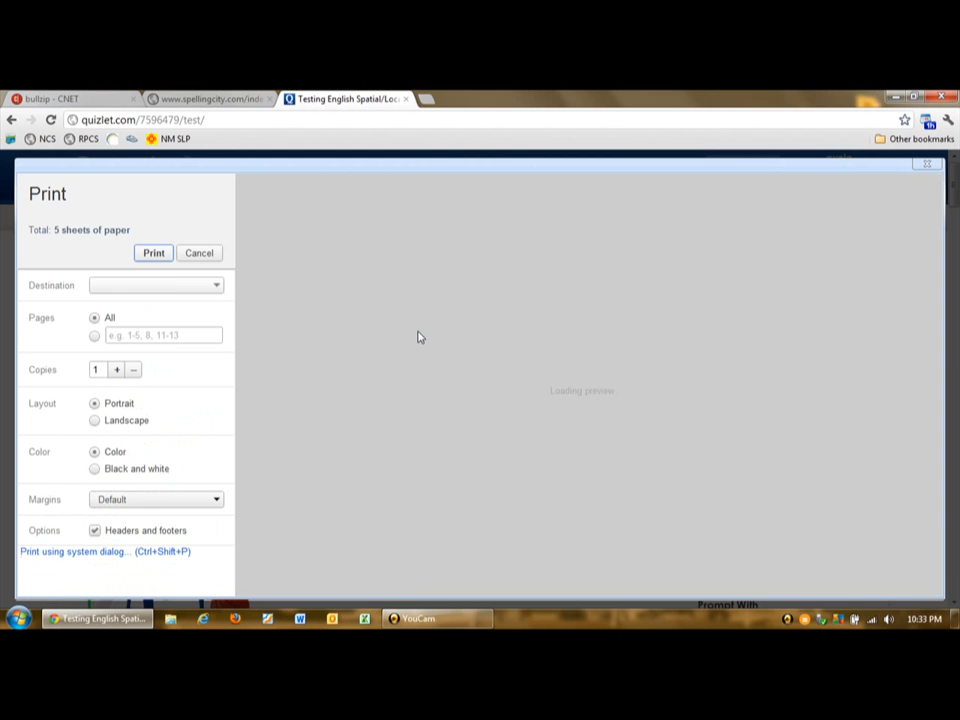 bullzip - CNET
www.spellingcity.com/inde
Testing English Spatial/Loca
quizlet.com/7596479/test/
NCS
RPCS
NM SLP
Other bookmarks
Print
Total: 5 sheets of paper
Print
Cancel
Destination
Pages
All
e.g. 1-5, 8, 11-13
Copies
1
+
–
Layout
Portrait
Landscape
Color
Color
Black and white
Margins
Default
Options
Headers and footers
Print using system dialog... (Ctrl+Shift+P)
Loading preview
Prompt With
Testing English Spati...
YouCam
10:33 PM